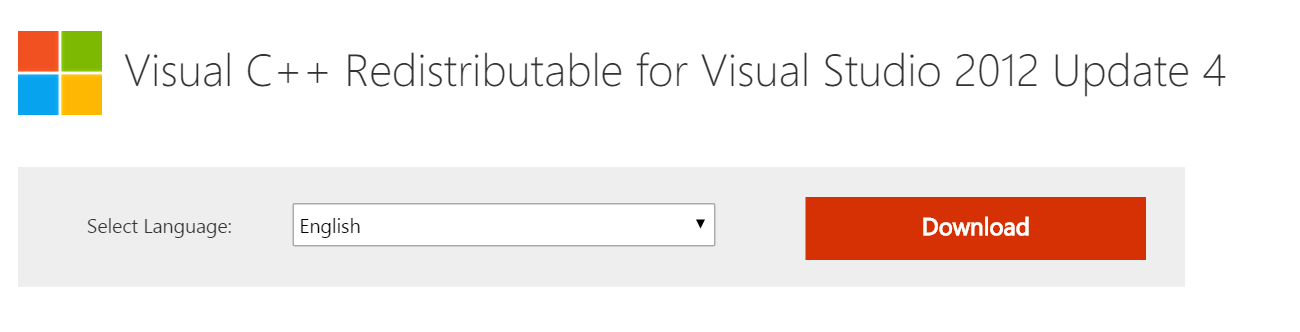 Visual C++ Redistributable for Visual Studio 2012 Update 4
Select Language:
English
Download